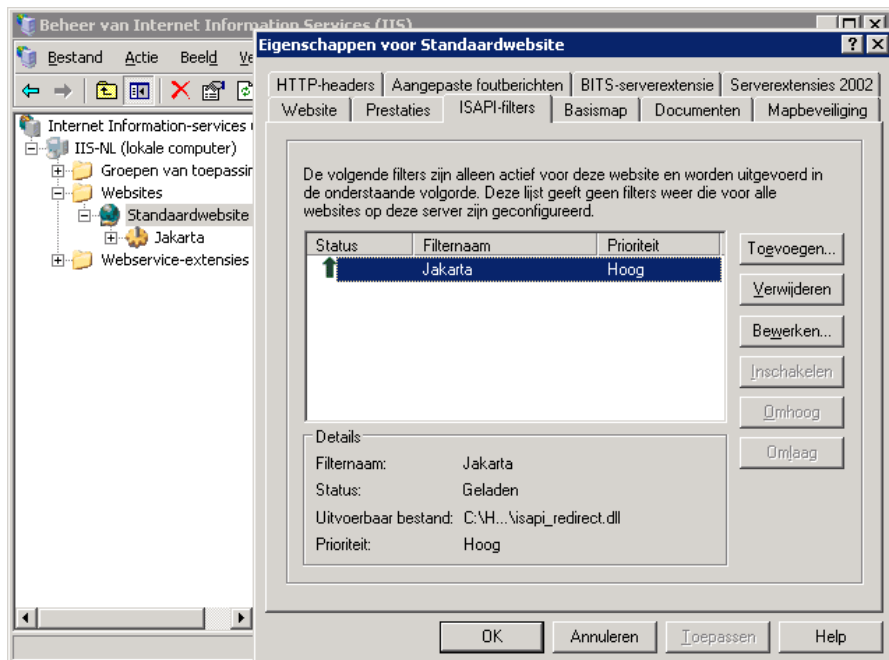 Beheer van Internet Information Services (IIS)
Bestand Actie Beeld
Eigenschappen voor Standaardwebsite
HTTP-headers Aangepaste foutberichten BITS-serverextensie Serverextensies 2002
Website Prestaties ISAPI-filters Basismap Documenten Mapbeveiliging
Internet Information-services
IIS-NL (lokale computer)
Groepen van toepassin
Websites
Standaardwebsite
Jakarta
Webservice-extensies
De volgende filters zijn alleen actief voor deze website en worden uitgevoerd in
de onderstaande volgorde. Deze lijst geeft geen filters weer die voor alle
websites op deze server zijn geconfigureerd.
Status Filternaam Prioriteit
Jakarta Hoog
Toevoegen...
Verwijderen
Bewerken...
Inschakelen
Omhoog
Omlaag
Details
Filternaam: Jakarta
Status: Geladen
Uitvoerbaar bestand: C:\H...\isapi_redirect.dll
Prioriteit: Hoog
OK Annuleren Toepassen Help